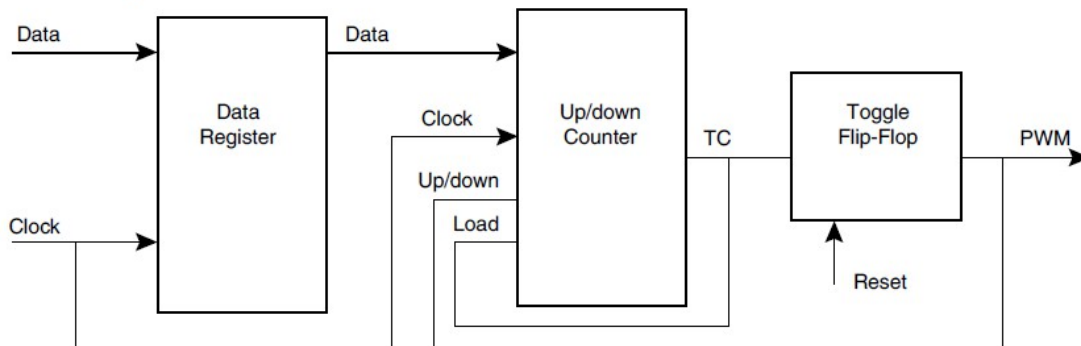 Data
Data
Data
Register
Clock
Clock
Up/down
Counter
Up/down
Load
TC
Toggle
Flip-Flop
PWM
Reset